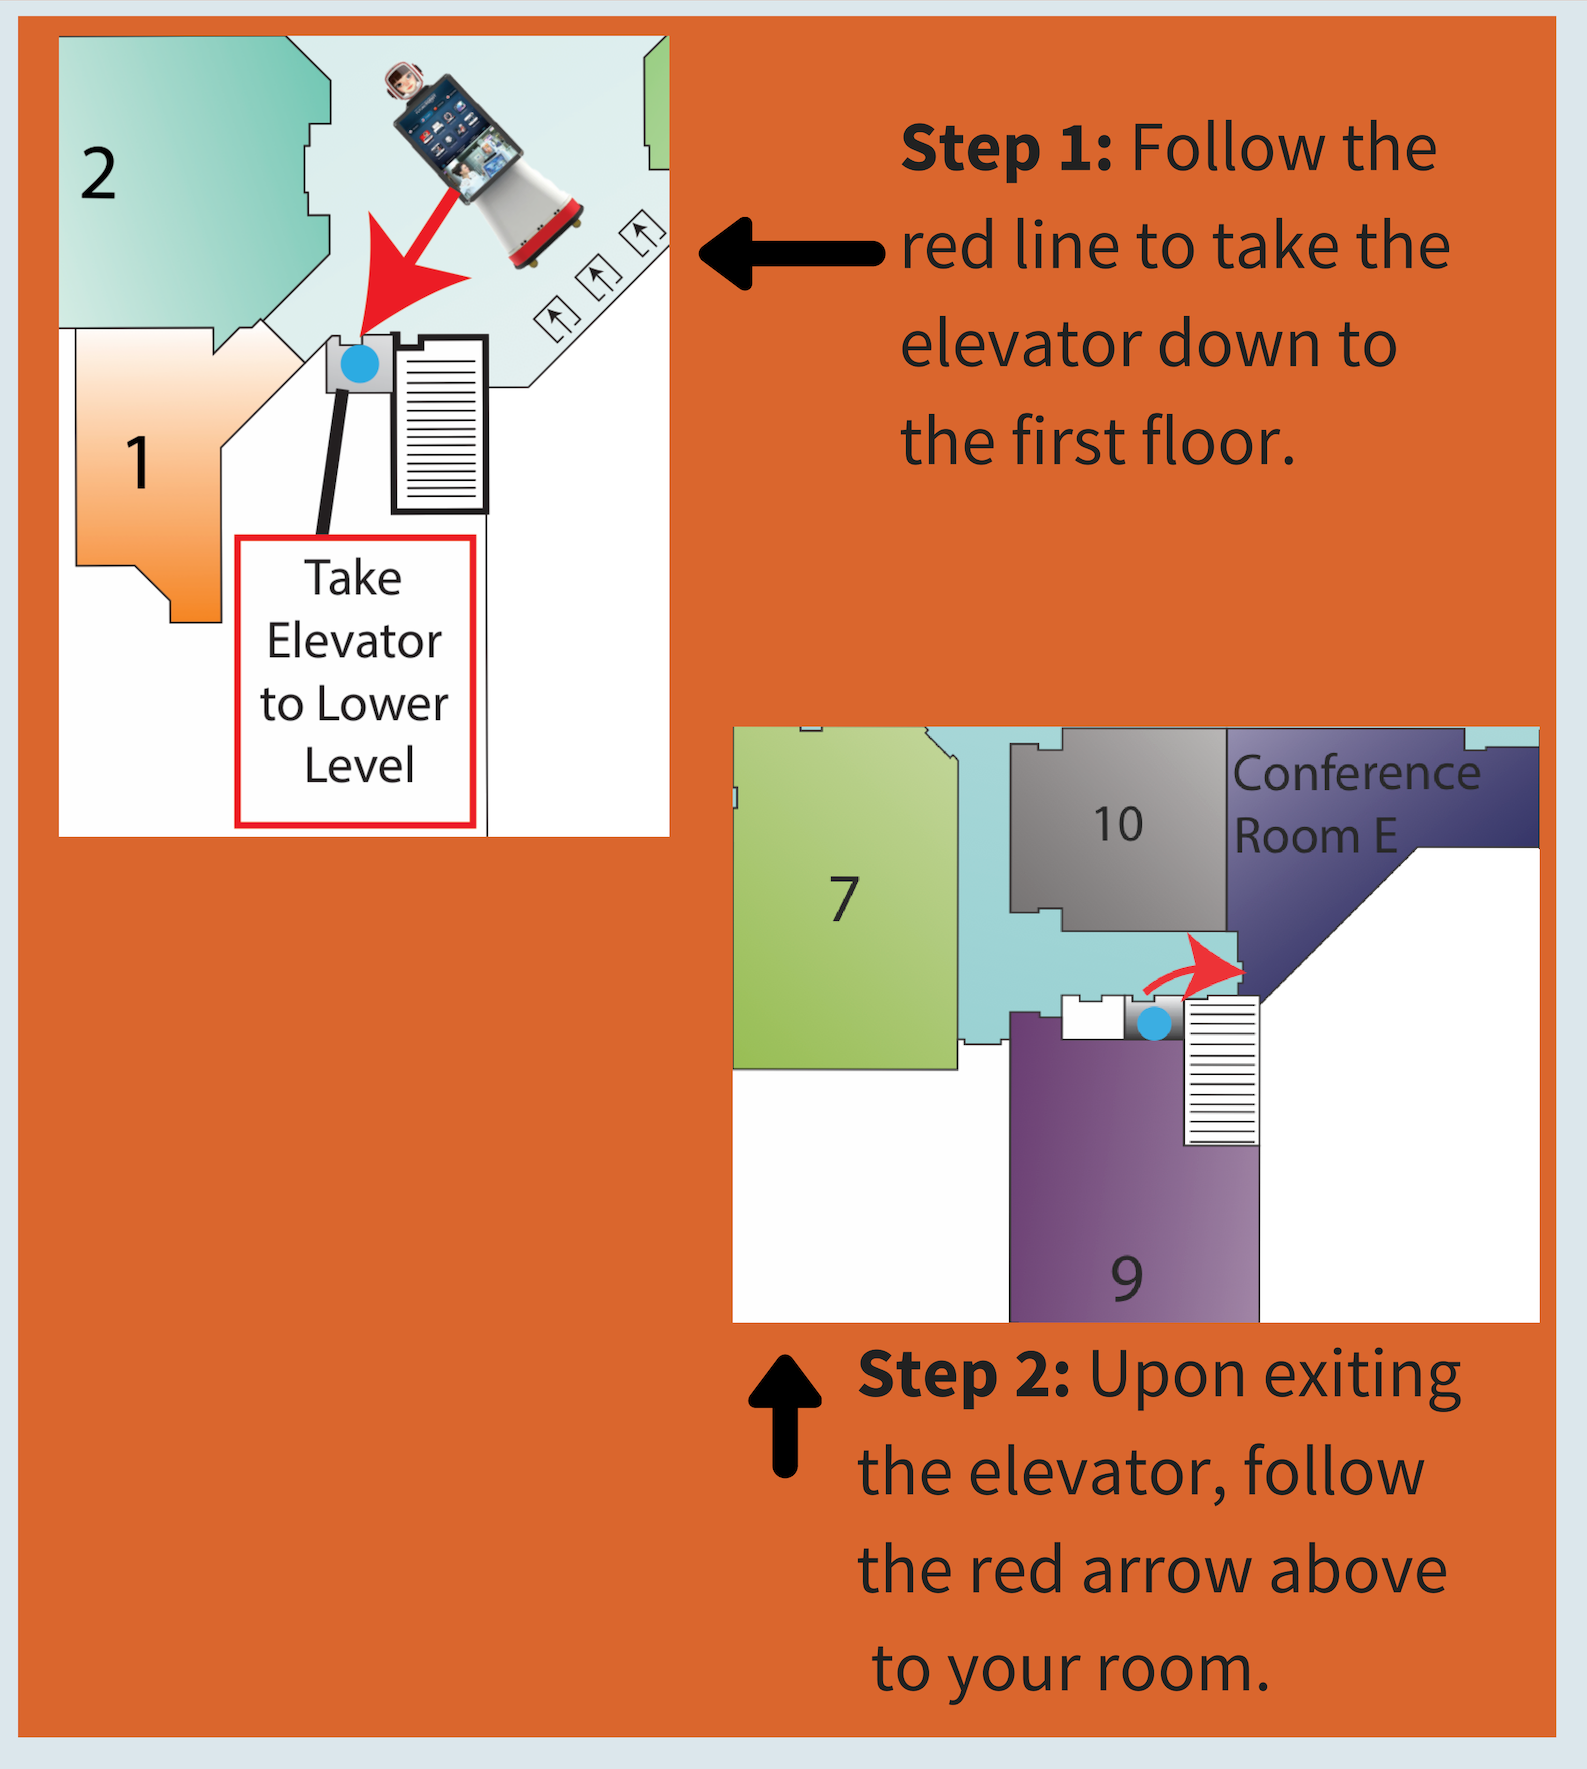 2
1
Take
Elevator
to Lower
Level
Step 1: Follow the
red line to take the
elevator down to
the first floor.
7
10
Conference
Room E
9
Step 2: Upon exiting
the elevator, follow
the red arrow above
to your room.